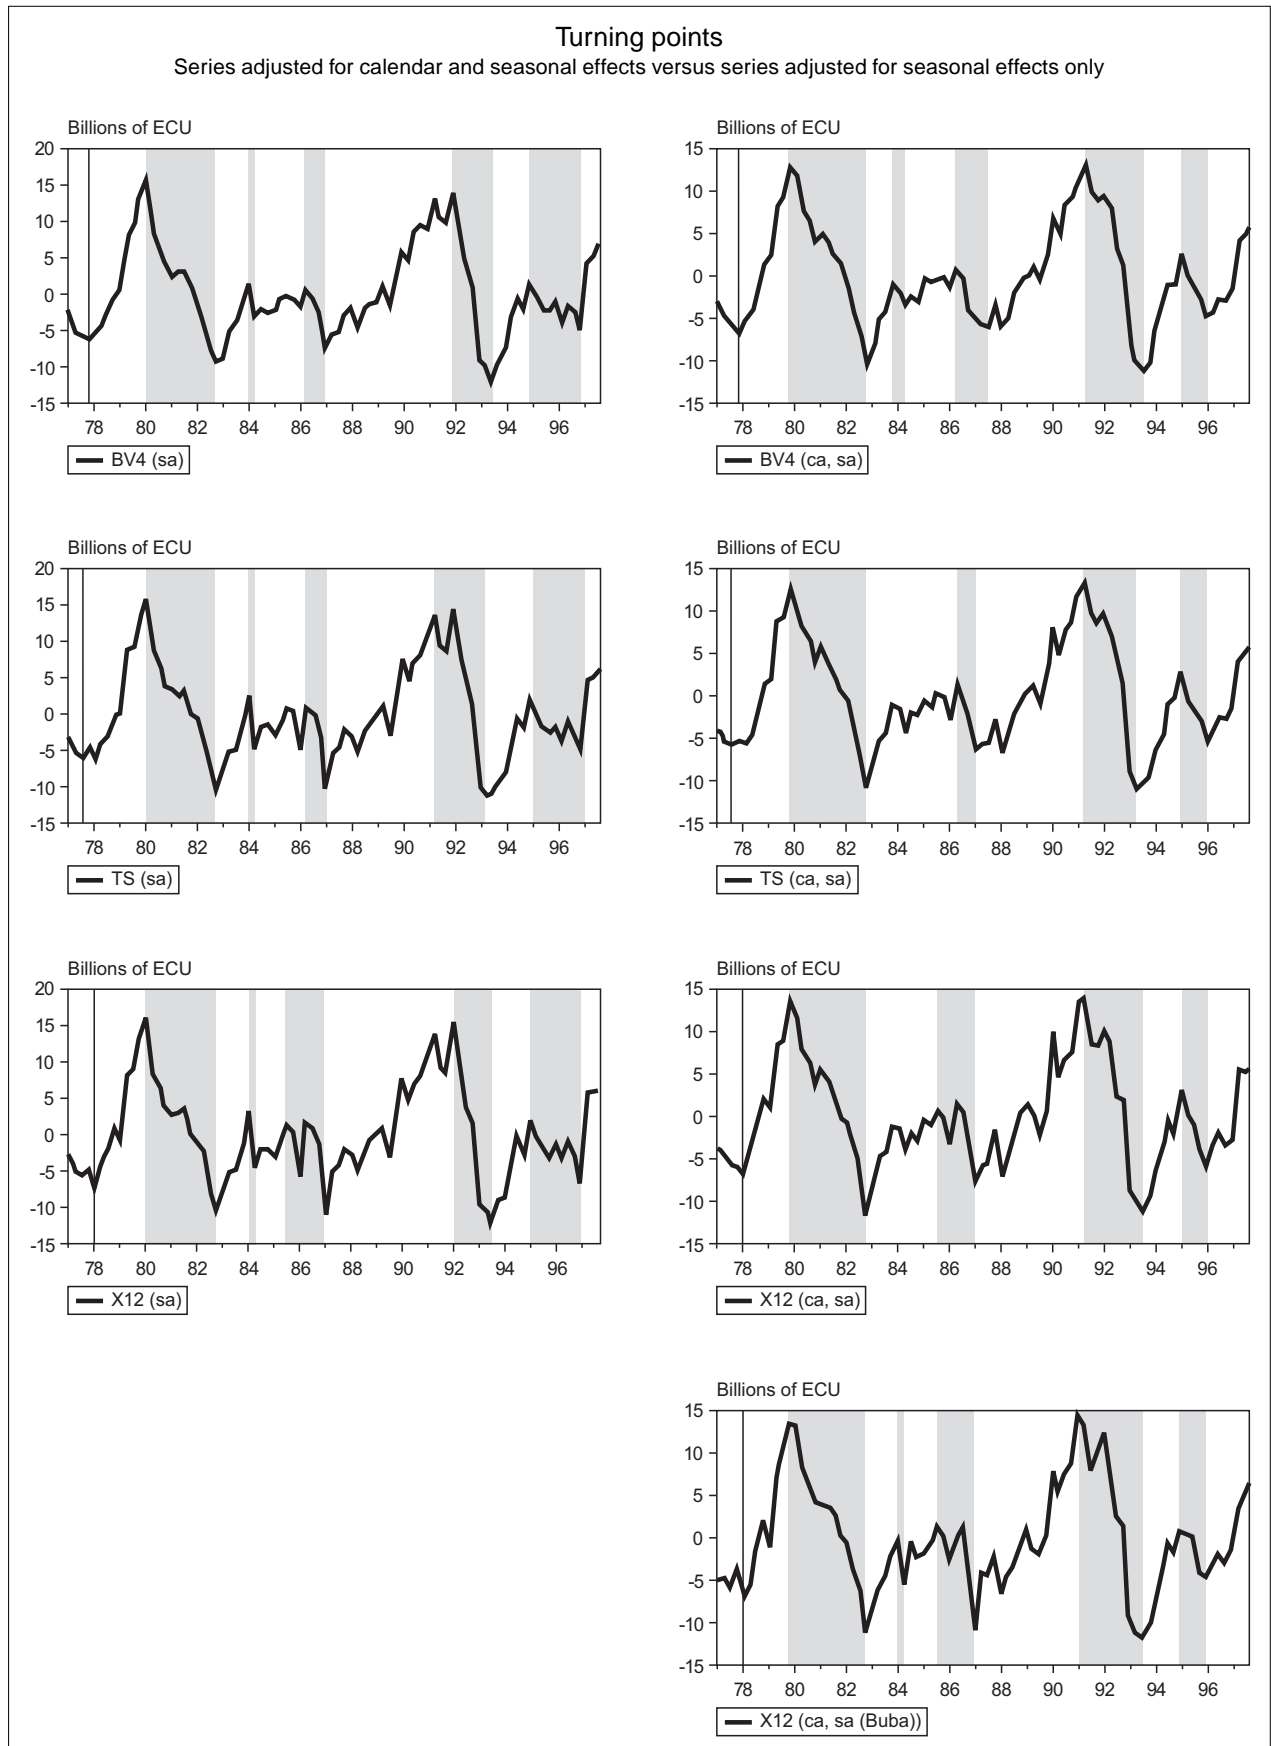 Turning points
Series adjusted for calendar and seasonal effects versus series adjusted for seasonal effects only
Billions of ECU
20
15
10
5
0
-5
-10
-15
78 80 82 84 86 88 90 92 94 96
BV4 (sa)
Billions of ECU
15
10
5
0
-5
-10
-15
78 80 82 84 86 88 90 92 94 96
BV4 (ca, sa)
Billions of ECU
20
15
10
5
0
-5
-10
-15
78 80 82 84 86 88 90 92 94 96
TS (sa)
Billions of ECU
15
10
5
0
-5
-10
-15
78 80 82 84 86 88 90 92 94 96
TS (ca, sa)
Billions of ECU
20
15
10
5
0
-5
-10
-15
78 80 82 84 86 88 90 92 94 96
X12 (sa)
Billions of ECU
15
10
5
0
-5
-10
-15
78 80 82 84 86 88 90 92 94 96
X12 (ca, sa)
Billions of ECU
15
10
5
0
-5
-10
-15
78 80 82 84 86 88 90 92 94 96
X12 (ca, sa (Buba))